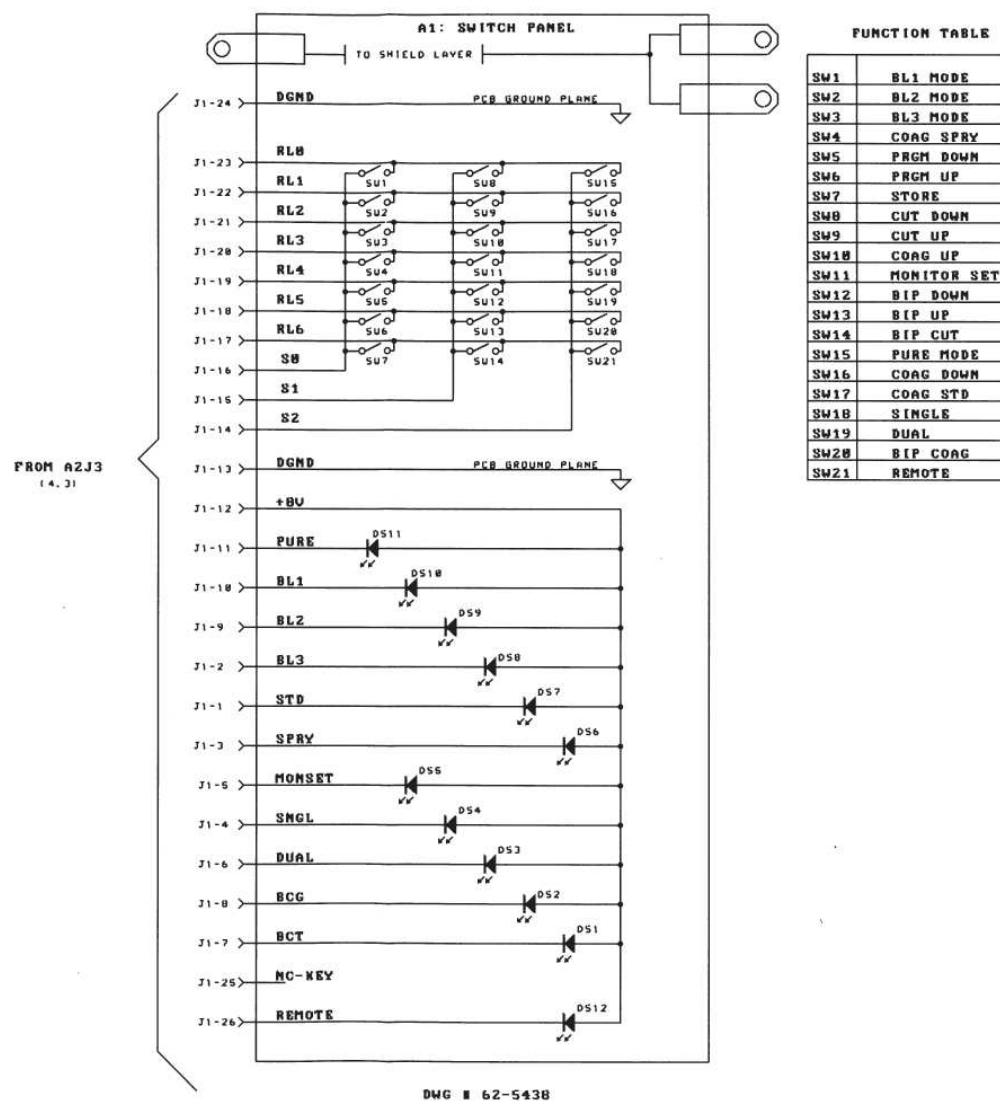 A1: SWITCH PANEL
TO SHIELD LAYER
J1-24 DGND PCB GROUND PLANE
J1-23 RL0
SW1 SW8 SW15
J1-22 RL1
SW2 SW9 SW16
J1-21 RL2
SW3 SW10 SW17
J1-20 RL3
SW4 SW11 SW18
J1-19 RL4
SW5 SW12 SW19
J1-18 RL5
SW6 SW13 SW20
J1-17 RL6
SW7 SW14 SW21
J1-16 S0
J1-15 S1
J1-14 S2
FROM A2J3
(4,3)
J1-13 DGND PCB GROUND PLANE
J1-12 +8V
J1-11 PURE DS11
J1-10 BL1 DS10
J1-9 BL2 DS9
J1-2 BL3 DS8
J1-1 STD DS7
J1-3 SPRY DS6
J1-5 MONSET DS5
J1-4 SNGL DS4
J1-6 DUAL DS3
J1-8 BCG DS2
J1-7 BCT DS1
J1-25 NC-KEY
J1-26 REMOTE DS12
DWG # 62-5438
FUNCTION TABLE
SW1 BL1 MODE
SW2 BL2 MODE
SW3 BL3 MODE
SW4 COAG SPRY
SW5 PRGM DOWN
SW6 PRGM UP
SW7 STORE
SW8 CUT DOWN
SW9 CUT UP
SW10 COAG UP
SW11 MONITOR SET
SW12 BIP DOWN
SW13 BIP UP
SW14 BIP CUT
SW15 PURE MODE
SW16 COAG DOWN
SW17 COAG STD
SW18 SINGLE
SW19 DUAL
SW20 BIP COAG
SW21 REMOTE